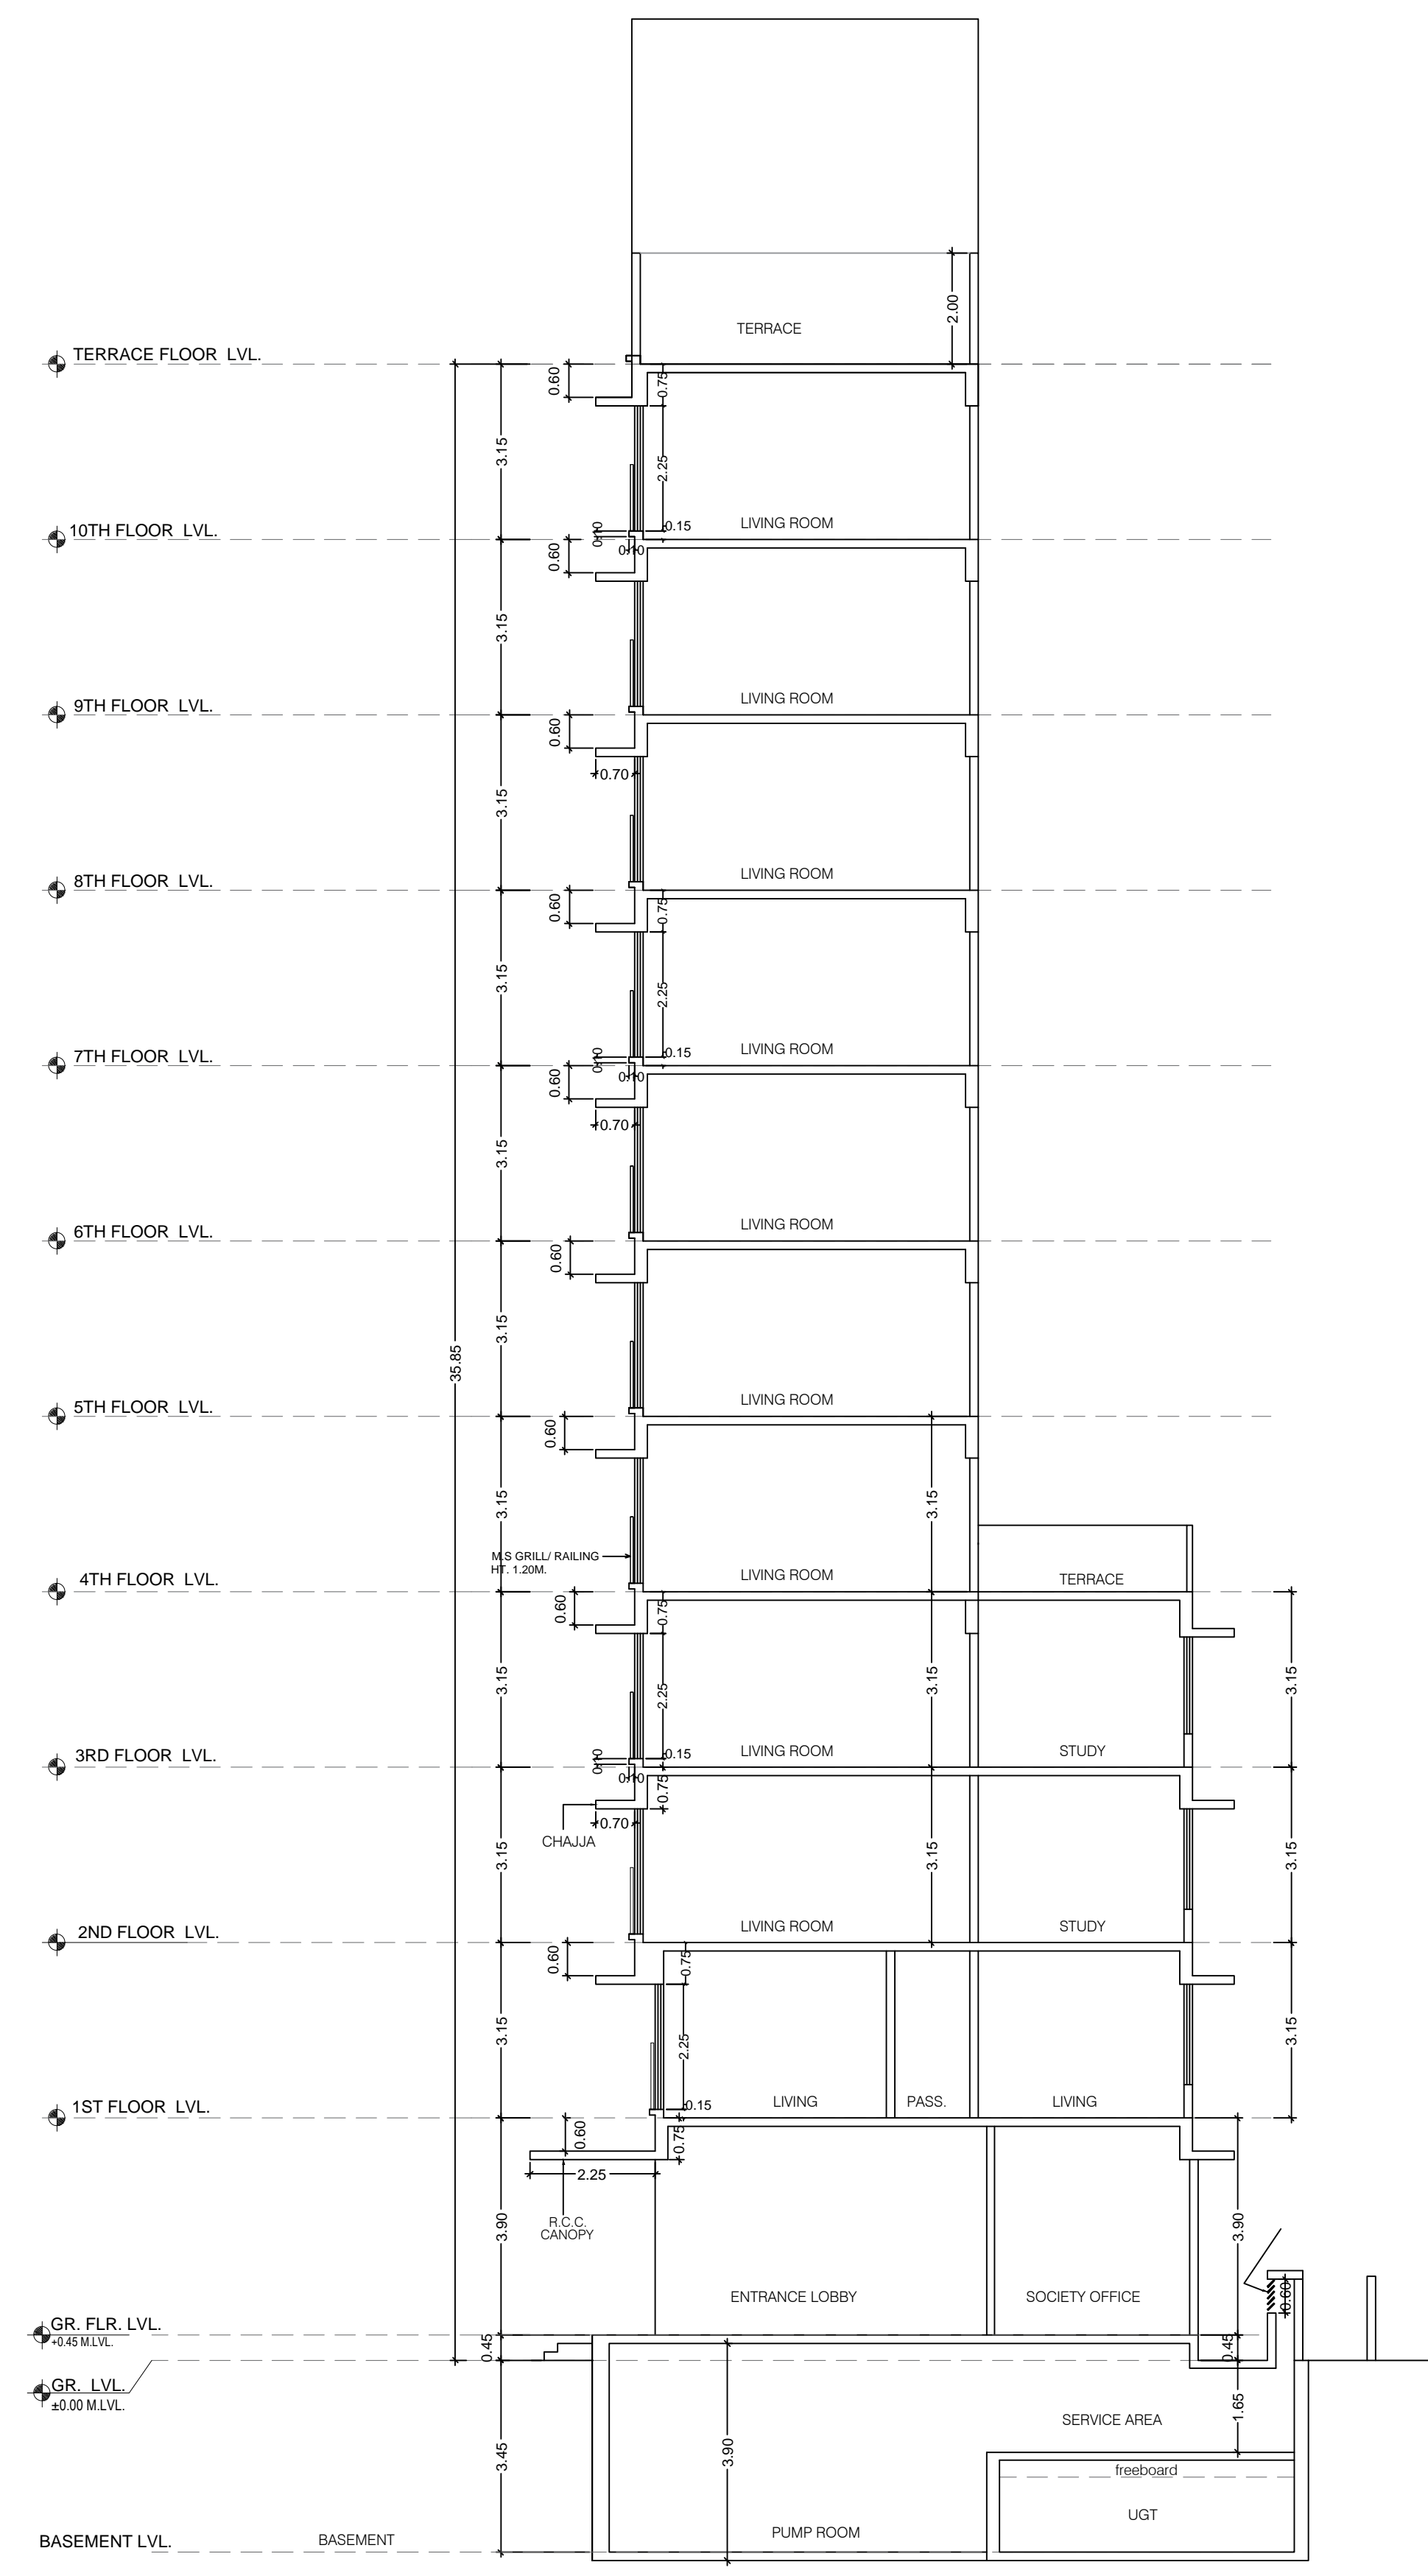 TERRACE
2.00
TERRACE FLOOR LVL.
0.60
0.75
3.15
2.25
10TH FLOOR LVL.
0.10
0.15
LIVING ROOM
0.10
0.60
3.15
9TH FLOOR LVL.
LIVING ROOM
0.60
0.70
3.15
8TH FLOOR LVL.
LIVING ROOM
0.60
0.75
3.15
2.25
7TH FLOOR LVL.
0.10
0.15
LIVING ROOM
0.10
0.60
0.70
3.15
6TH FLOOR LVL.
LIVING ROOM
0.60
3.15
35.85
5TH FLOOR LVL.
LIVING ROOM
0.60
3.15
3.15
M.S GRILL/ RAILING
HT. 1.20M.
4TH FLOOR LVL.
LIVING ROOM
TERRACE
0.60
0.75
3.15
2.25
3.15
3.15
3RD FLOOR LVL.
0.10
0.15
LIVING ROOM
STUDY
0.10
0.75
0.70
CHAJJA
3.15
3.15
3.15
2ND FLOOR LVL.
LIVING ROOM
STUDY
0.60
0.75
3.15
2.25
3.15
1ST FLOOR LVL.
0.15
LIVING
PASS.
LIVING
0.60
0.75
2.25
R.C.C.
CANOPY
3.90
3.90
ENTRANCE LOBBY
SOCIETY OFFICE
0.60
GR. FLR. LVL.
+0.45 M.LVL.
0.45
0.45
GR. LVL.
±0.00 M.LVL.
1.65
SERVICE AREA
3.45
3.90
freeboard
UGT
PUMP ROOM
BASEMENT LVL.
BASEMENT